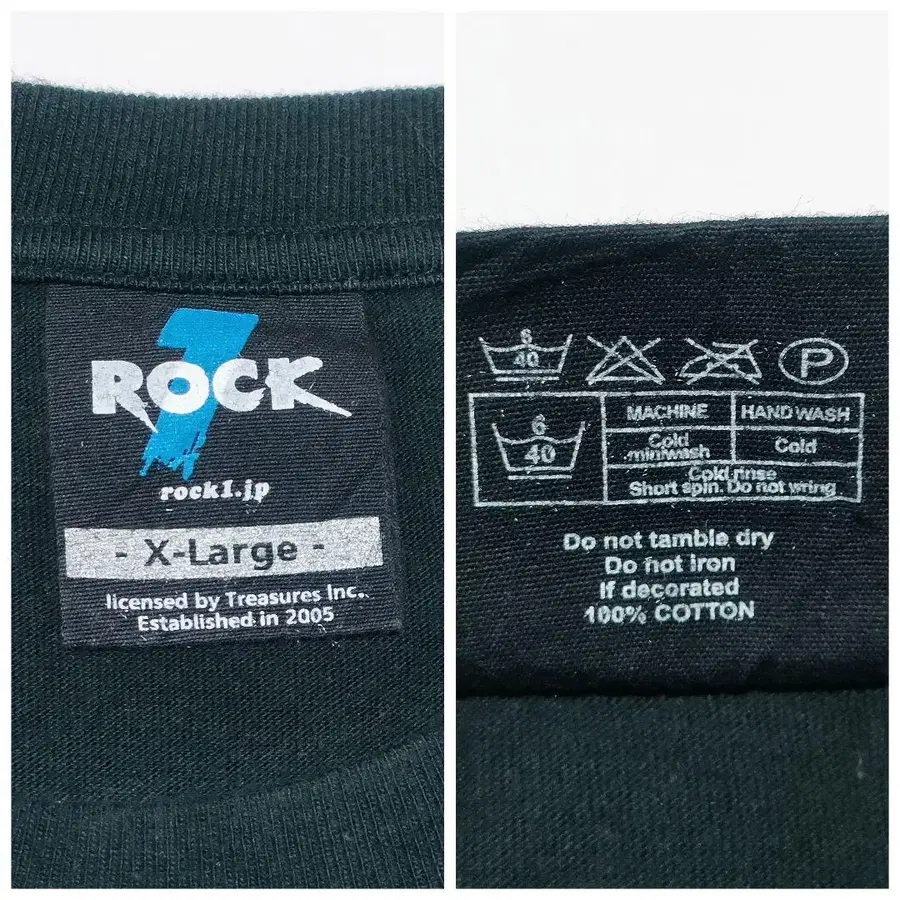 1
ROCK
rock1.jp
- X-Large -
licensed by Treasures Inc.
Established in 2005
6
40
P
6
40
MACHINE
HAND WASH
Cold
miniwash
Cold
Cold rinse
Short spin. Do not wring
Do not tamble dry
Do not iron
If decorated
100% COTTON